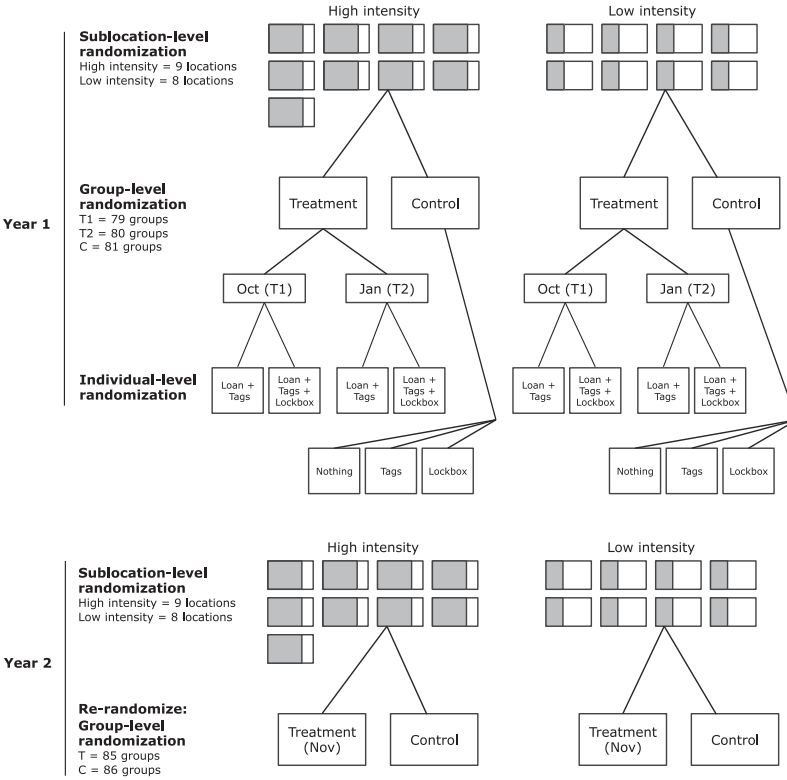 High intensity
Low intensity
Sublocation-level
randomization
High intensity = 9 locations
Low intensity = 8 locations
Year 1
Group-level
randomization
T1 = 79 groups
T2 = 80 groups
C = 81 groups
Treatment
Control
Treatment
Control
Oct (T1)
Jan (T2)
Oct (T1)
Jan (T2)
Individual-level
randomization
Loan +
Tags
Loan +
Tags +
Lockbox
Loan +
Tags
Loan +
Tags +
Lockbox
Loan +
Tags
Loan +
Tags +
Lockbox
Loan +
Tags
Loan +
Tags +
Lockbox
Nothing
Tags
Lockbox
Nothing
Tags
Lockbox
High intensity
Low intensity
Sublocation-level
randomization
High intensity = 9 locations
Low intensity = 8 locations
Year 2
Re-randomize:
Group-level
randomization
T = 85 groups
C = 86 groups
Treatment
(Nov)
Control
Treatment
(Nov)
Control